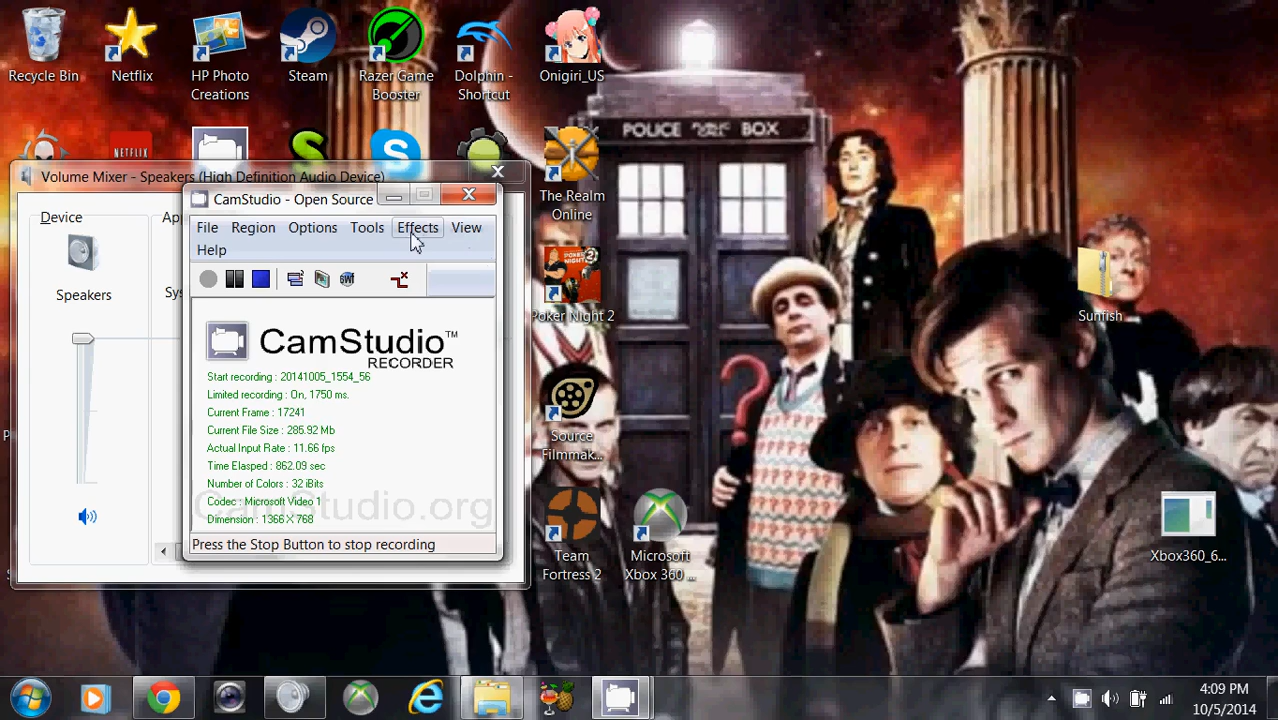 Recycle Bin
Netflix
HP Photo
Creations
Steam
Razer Game
Booster
Dolphin -
Shortcut
Onigiri_US
NETFLIX
POLICE BOX
The Realm
Online
Poker Night 2
Source
Filmmak...
Team
Fortress 2
Microsoft
Xbox 360 ...
Sunfish
Xbox360_6...
Volume Mixer - Speakers (High Definition Audio Device)
Device
Speakers
CamStudio - Open Source
File
Region
Options
Tools
Effects
View
Help
CamStudio™
RECORDER
Start recording : 20141005_1554_56
Limited recording : On, 1750 ms.
Current Frame : 17241
Current File Size : 285.92 Mb
Actual Input Rate : 11.66 fps
Time Elasped : 862.09 sec
Number of Colors : 32 iBits
Codec : Microsoft Video 1
Dimension : 1366 X 768
CamStudio.org
Press the Stop Button to stop recording
4:09 PM
10/5/2014